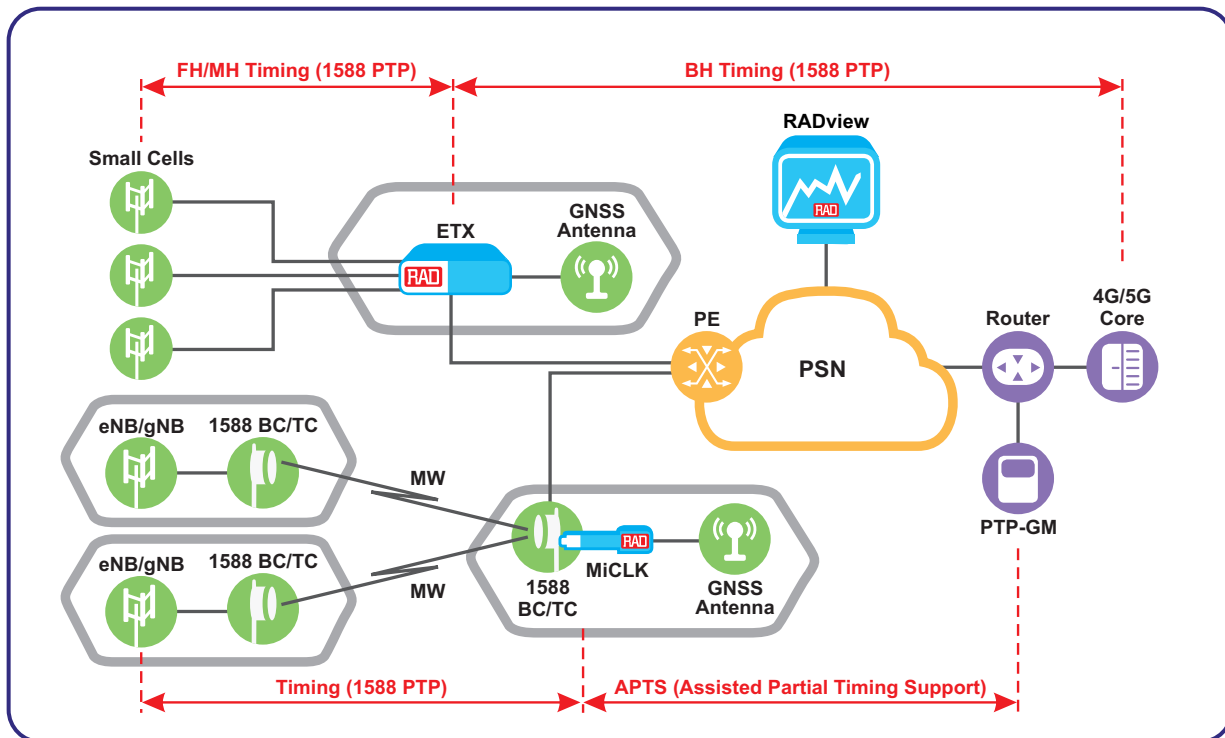 FH/MH Timing (1588 PTP)
BH Timing (1588 PTP)
RADview
Small Cells
RAD
GNSS
Antenna
ETX
RAD
4G/5G
Core
PE
Router
PSN
eNB/gNB
1588 BC/TC
MW
PTP-GM
eNB/gNB
1588 BC/TC
RAD
MW
1588
BC/TC
MiCLK
GNSS
Antenna
Timing (1588 PTP)
APTS (Assisted Partial Timing Support)